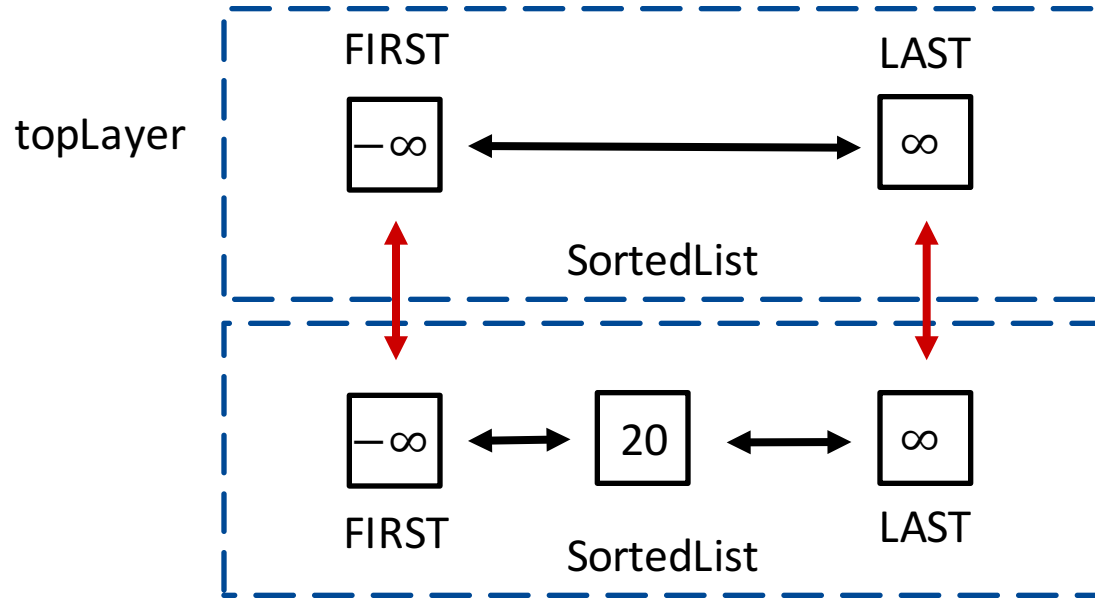 FIRST LAST
topLayer −∞ ∞
SortedList
−∞ 20 ∞
FIRST LAST
SortedList